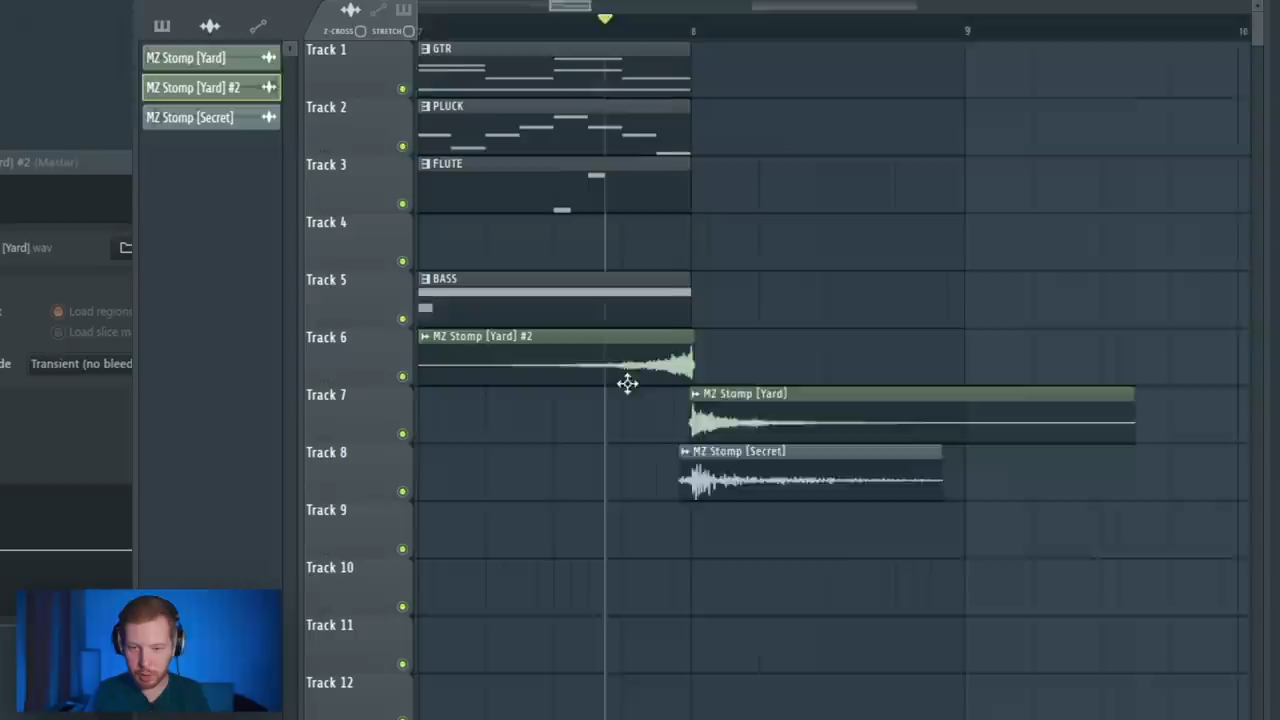 Z-CROSS STRETCH
7 8 9 10
MZ Stomp [Yard]
MZ Stomp [Yard] #2
MZ Stomp [Secret]
Track 1
GTR
Track 2
PLUCK
Track 3
FLUTE
Track 4
Track 5
BASS
Track 6
MZ Stomp [Yard] #2
Track 7
MZ Stomp [Yard]
Track 8
MZ Stomp [Secret]
Track 9
Track 10
Track 11
Track 12
rd) #2 (Master)
[Yard].wav
Load regions
Load slice m
de Transient (no bleed